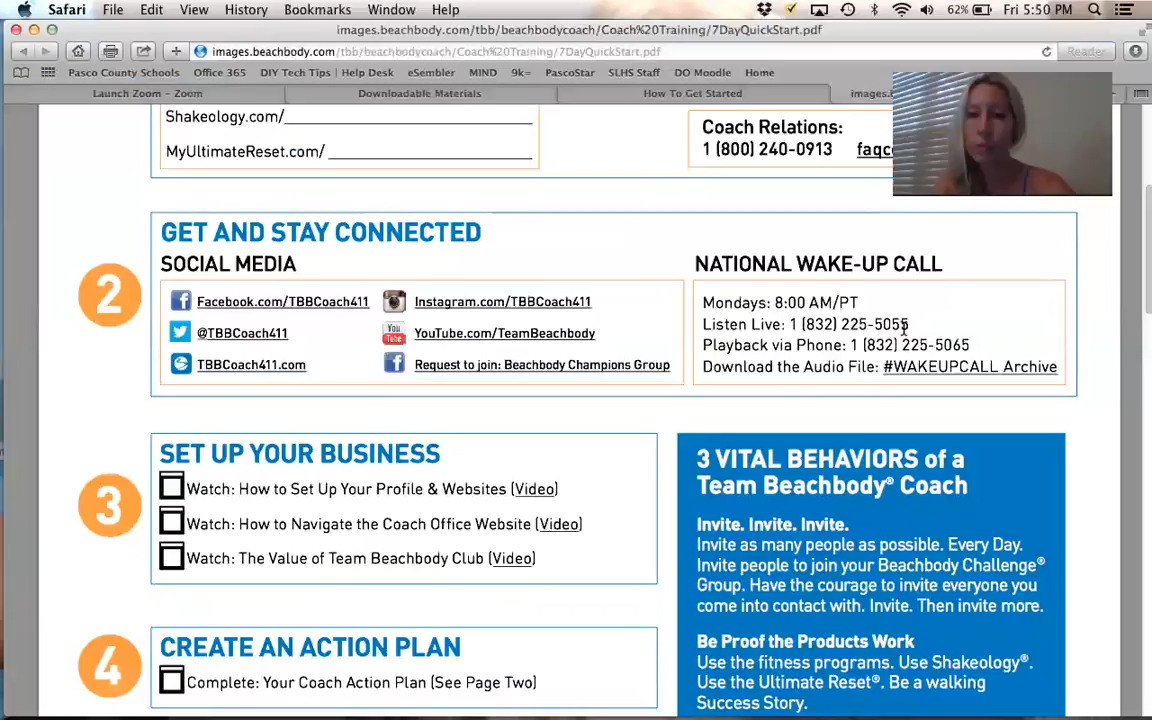 Safari File Edit View History Bookmarks Window Help 62% Fri 5:50 PM
images.beachbody.com/tbb/beachbodycoach/Coach%20Training/7DayQuickStart.pdf
images.beachbody.com/tbb/beachbodycoach/Coach%20Training/7DayQuickStart.pdf Reader
Pasco County Schools Office 365 DIY Tech Tips | Help Desk eSembler MIND 9k= PascoStar SLHS Staff DO Moodle Home
Launch Zoom - Zoom Downloadable Materials How To Get Started images.
Shakeology.com/
MyUltimateReset.com/
Coach Relations:
1 (800) 240-0913 faqc
2
GET AND STAY CONNECTED
SOCIAL MEDIA
Facebook.com/TBBCoach411 Instagram.com/TBBCoach411
@TBBCoach411 You Tube YouTube.com/TeamBeachbody
TBBCoach411.com Request to join: Beachbody Champions Group
NATIONAL WAKE-UP CALL
Mondays: 8:00 AM/PT
Listen Live: 1 (832) 225-5055
Playback via Phone: 1 (832) 225-5065
Download the Audio File: #WAKEUPCALL Archive
3
SET UP YOUR BUSINESS
Watch: How to Set Up Your Profile & Websites (Video)
Watch: How to Navigate the Coach Office Website (Video)
Watch: The Value of Team Beachbody Club (Video)
4
CREATE AN ACTION PLAN
Complete: Your Coach Action Plan (See Page Two)
3 VITAL BEHAVIORS of a
Team Beachbody® Coach
Invite. Invite. Invite.
Invite as many people as possible. Every Day.
Invite people to join your Beachbody Challenge®
Group. Have the courage to invite everyone you
come into contact with. Invite. Then invite more.
Be Proof the Products Work
Use the fitness programs. Use Shakeology®.
Use the Ultimate Reset®. Be a walking
Success Story.